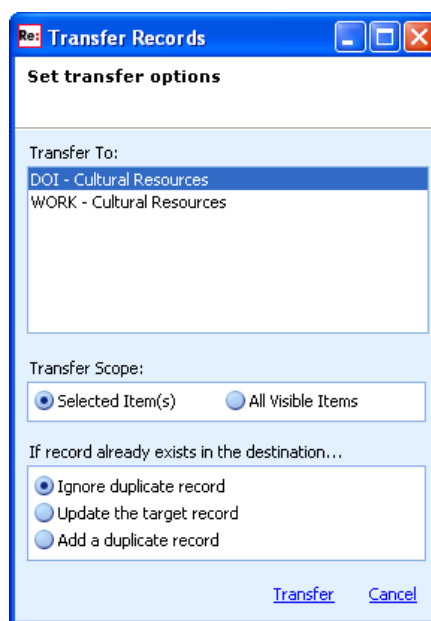 Re: Transfer Records
Set transfer options
Transfer To:
DOI - Cultural Resources
WORK - Cultural Resources
Transfer Scope:
Selected Item(s) All Visible Items
If record already exists in the destination...
Ignore duplicate record
Update the target record
Add a duplicate record
Transfer Cancel